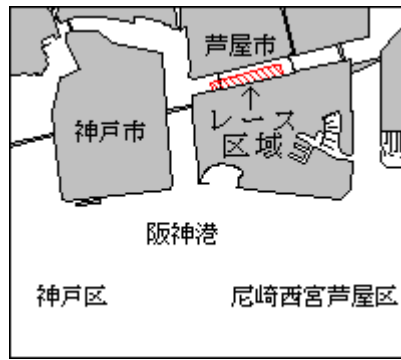 芦屋市
神戸市
↑
レース
区域
阪神港
神戸区
尼崎西宮芦屋区